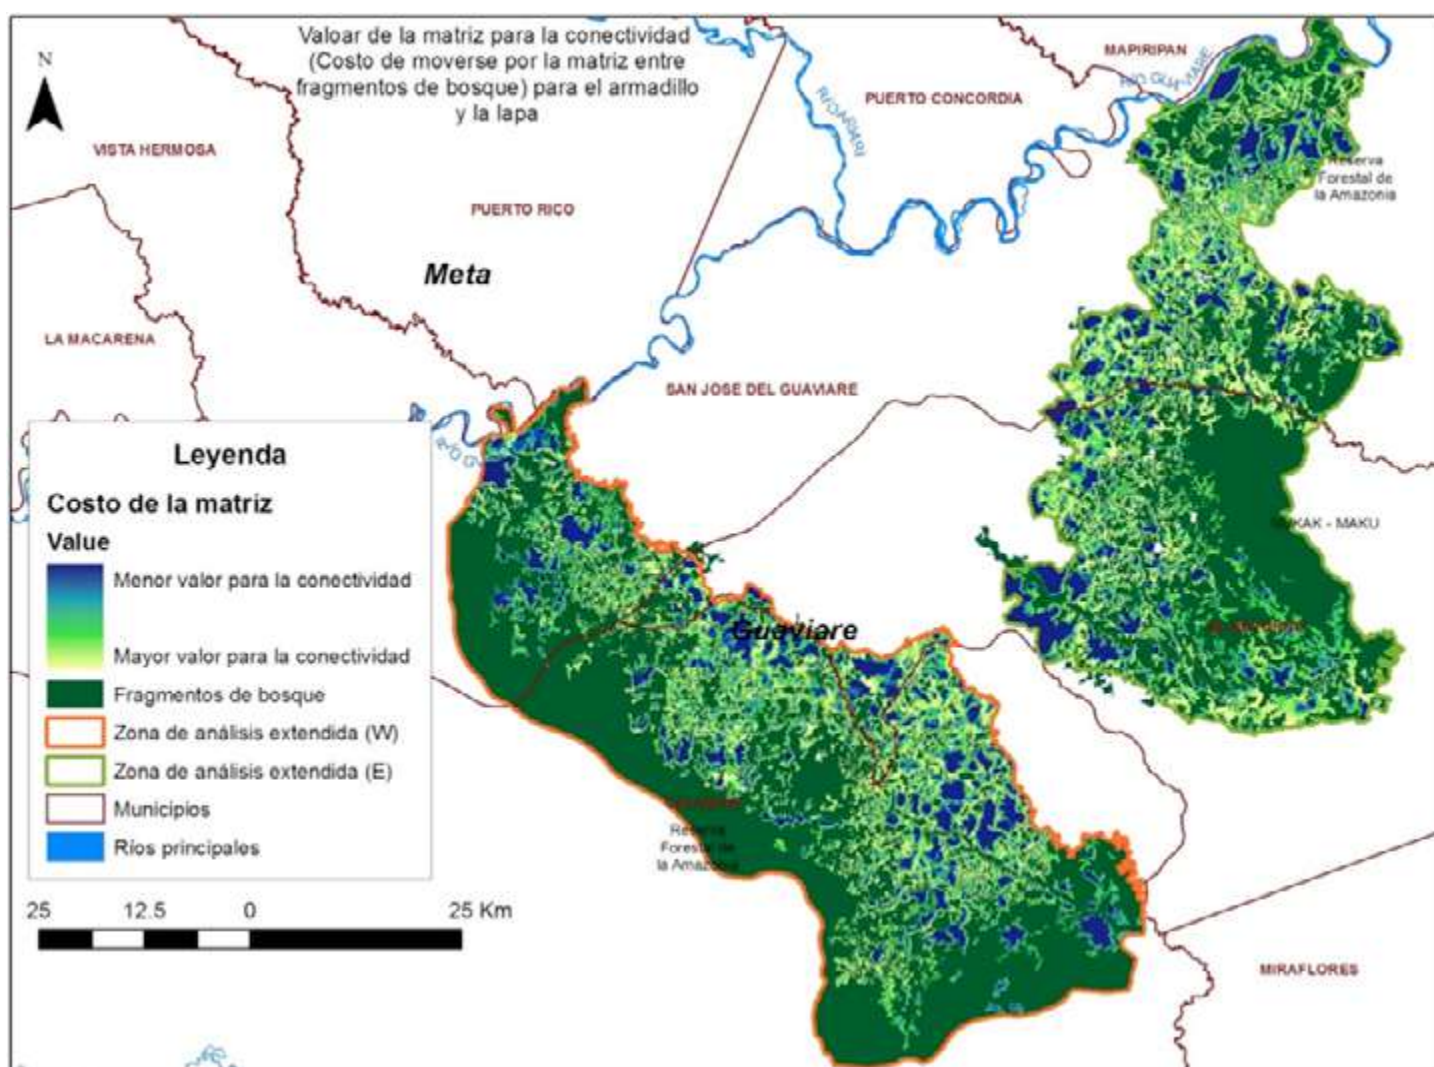 Valoar de la matriz para la conectividad
(Costo de moverse por la matriz entre
fragmentos de bosque) para el armadillo
y la lapa
N
MAPIRIPAN
RÍO GUAVIARE
PUERTO CONCORDIA
RÍO ARIARI
VISTA HERMOSA
Reserva
Forestal de
la Amazonia
PUERTO RICO
Meta
LA MACARENA
SAN JOSE DEL GUAVIARE
Leyenda
Costo de la matriz
Value
Menor valor para la conectividad
Mayor valor para la conectividad
Fragmentos de bosque
Zona de análisis extendida (W)
Zona de análisis extendida (E)
Municipios
Ríos principales
- MAKU
Guaviare
Reserva
Forestal de
la Amazonia
25
12.5
0
25 Km
MIRAFLORES